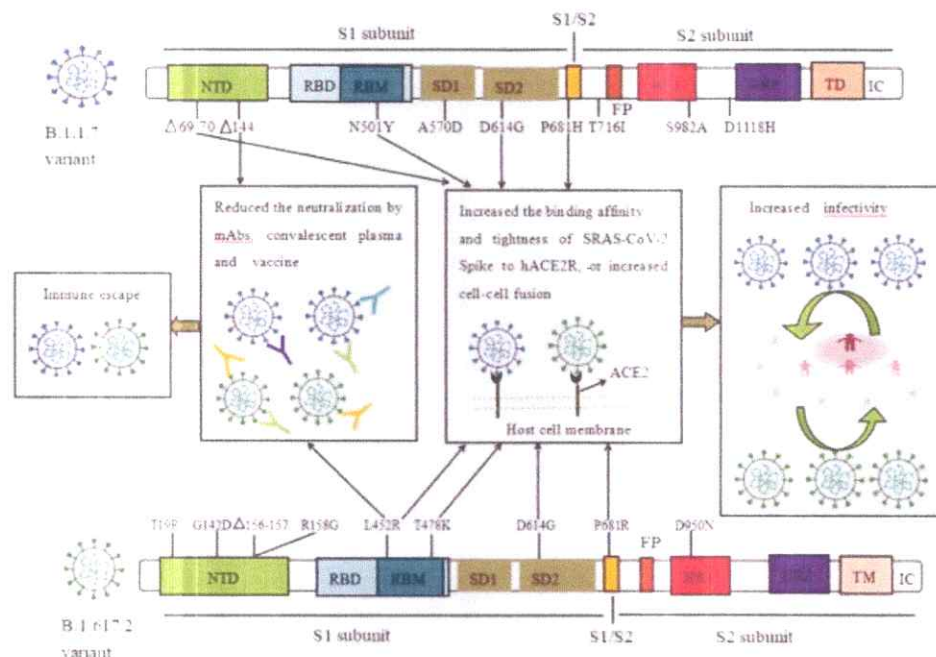 S1/S2
S1 subunit
S2 subunit
NTD
RBD
RBM
SD1
SD2
TD
IC
FP
B.1.1.7
variant
Δ69-70
Δ144
N501Y
A570D
D614G
P681H
T716I
S982A
D1118H
Reduced the neutralization by
mAbs, convalescent plasma
and vaccine
Increased the binding affinity
and tightness of SRAS-CoV-2
Spike to hACE2R, or increased
cell-cell fusion
Increased infectivity
Immune escape
ACE2
Host cell membrane
T19R
G142D
Δ156-157
R158G
L452R
T478K
D614G
P681R
D950N
FP
NTD
RBD
RBM
SD1
SD2
TM
IC
B.1.617.2
variant
S1 subunit
S1/S2
S2 subunit